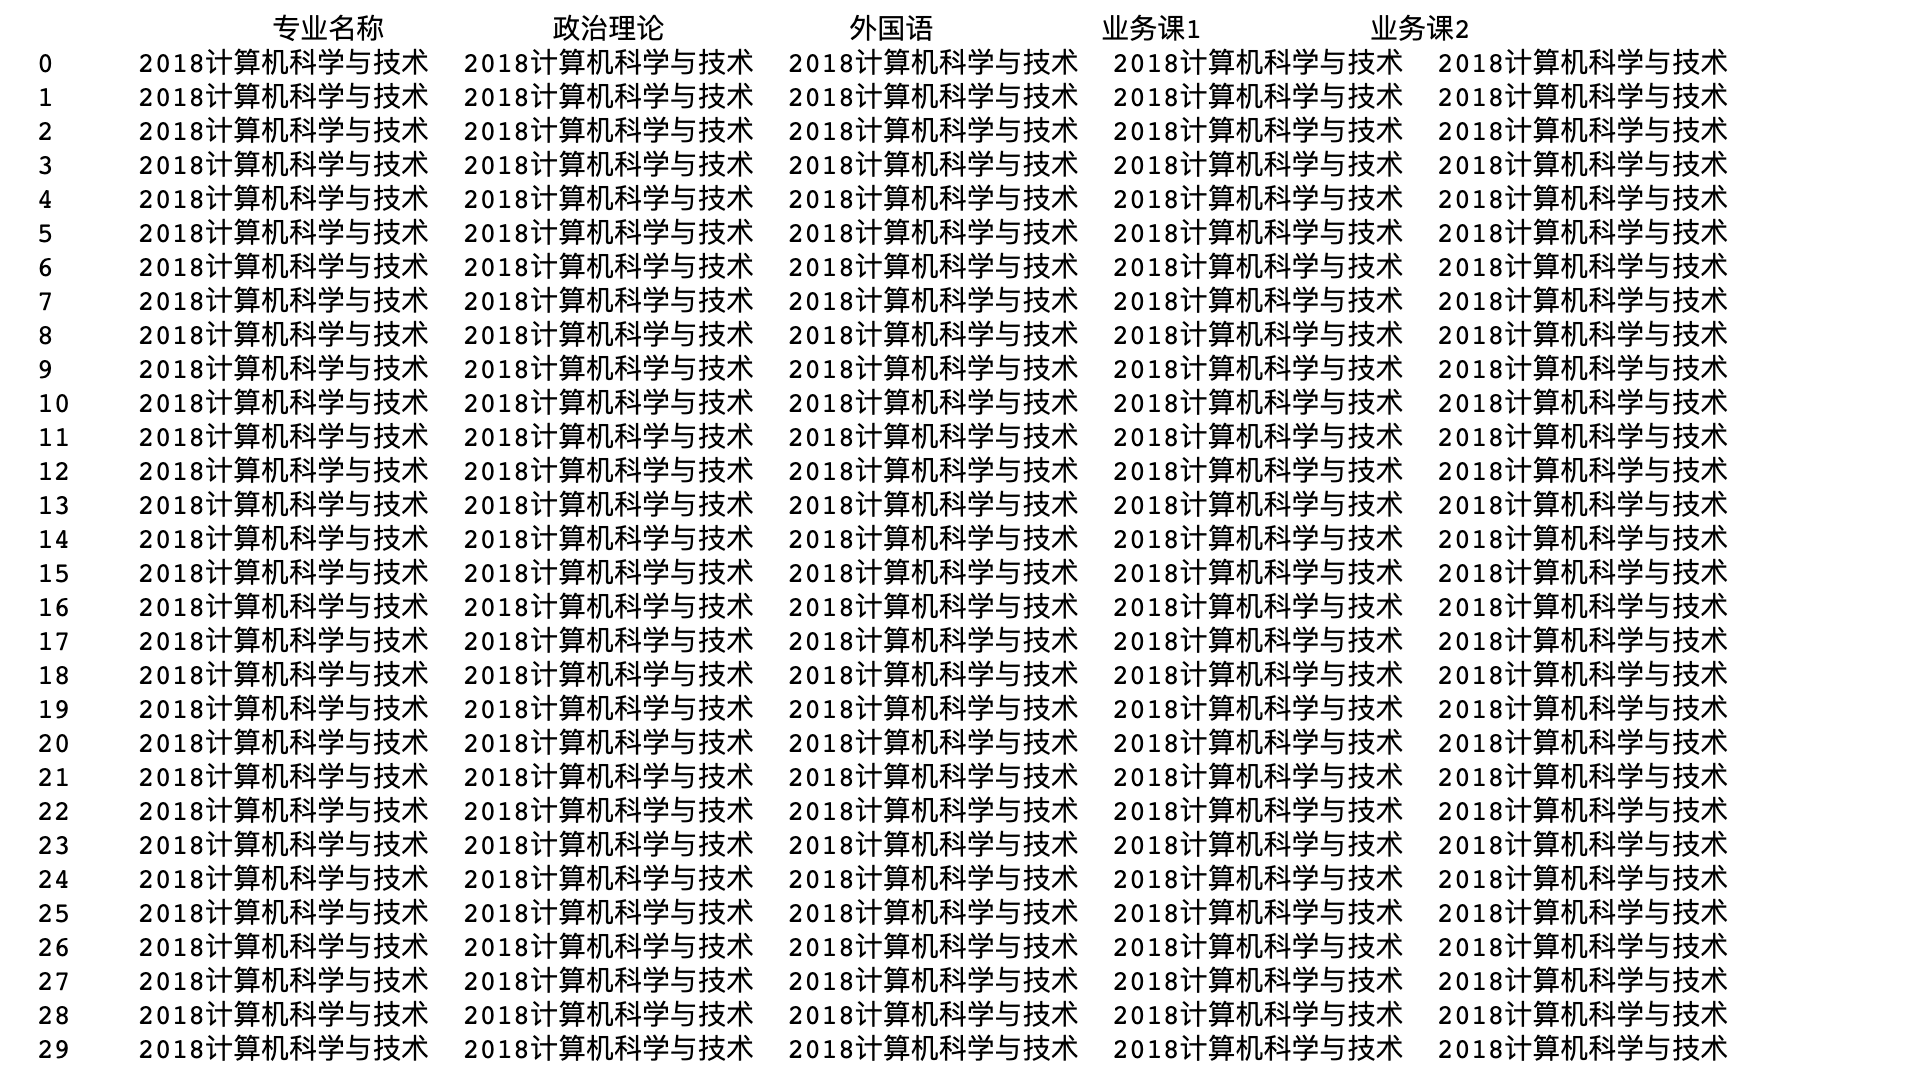 专业名称 政治理论 外国语 业务课1 业务课2
0 2018计算机科学与技术 2018计算机科学与技术 2018计算机科学与技术 2018计算机科学与技术 2018计算机科学与技术
1 2018计算机科学与技术 2018计算机科学与技术 2018计算机科学与技术 2018计算机科学与技术 2018计算机科学与技术
2 2018计算机科学与技术 2018计算机科学与技术 2018计算机科学与技术 2018计算机科学与技术 2018计算机科学与技术
3 2018计算机科学与技术 2018计算机科学与技术 2018计算机科学与技术 2018计算机科学与技术 2018计算机科学与技术
4 2018计算机科学与技术 2018计算机科学与技术 2018计算机科学与技术 2018计算机科学与技术 2018计算机科学与技术
5 2018计算机科学与技术 2018计算机科学与技术 2018计算机科学与技术 2018计算机科学与技术 2018计算机科学与技术
6 2018计算机科学与技术 2018计算机科学与技术 2018计算机科学与技术 2018计算机科学与技术 2018计算机科学与技术
7 2018计算机科学与技术 2018计算机科学与技术 2018计算机科学与技术 2018计算机科学与技术 2018计算机科学与技术
8 2018计算机科学与技术 2018计算机科学与技术 2018计算机科学与技术 2018计算机科学与技术 2018计算机科学与技术
9 2018计算机科学与技术 2018计算机科学与技术 2018计算机科学与技术 2018计算机科学与技术 2018计算机科学与技术
10 2018计算机科学与技术 2018计算机科学与技术 2018计算机科学与技术 2018计算机科学与技术 2018计算机科学与技术
11 2018计算机科学与技术 2018计算机科学与技术 2018计算机科学与技术 2018计算机科学与技术 2018计算机科学与技术
12 2018计算机科学与技术 2018计算机科学与技术 2018计算机科学与技术 2018计算机科学与技术 2018计算机科学与技术
13 2018计算机科学与技术 2018计算机科学与技术 2018计算机科学与技术 2018计算机科学与技术 2018计算机科学与技术
14 2018计算机科学与技术 2018计算机科学与技术 2018计算机科学与技术 2018计算机科学与技术 2018计算机科学与技术
15 2018计算机科学与技术 2018计算机科学与技术 2018计算机科学与技术 2018计算机科学与技术 2018计算机科学与技术
16 2018计算机科学与技术 2018计算机科学与技术 2018计算机科学与技术 2018计算机科学与技术 2018计算机科学与技术
17 2018计算机科学与技术 2018计算机科学与技术 2018计算机科学与技术 2018计算机科学与技术 2018计算机科学与技术
18 2018计算机科学与技术 2018计算机科学与技术 2018计算机科学与技术 2018计算机科学与技术 2018计算机科学与技术
19 2018计算机科学与技术 2018计算机科学与技术 2018计算机科学与技术 2018计算机科学与技术 2018计算机科学与技术
20 2018计算机科学与技术 2018计算机科学与技术 2018计算机科学与技术 2018计算机科学与技术 2018计算机科学与技术
21 2018计算机科学与技术 2018计算机科学与技术 2018计算机科学与技术 2018计算机科学与技术 2018计算机科学与技术
22 2018计算机科学与技术 2018计算机科学与技术 2018计算机科学与技术 2018计算机科学与技术 2018计算机科学与技术
23 2018计算机科学与技术 2018计算机科学与技术 2018计算机科学与技术 2018计算机科学与技术 2018计算机科学与技术
24 2018计算机科学与技术 2018计算机科学与技术 2018计算机科学与技术 2018计算机科学与技术 2018计算机科学与技术
25 2018计算机科学与技术 2018计算机科学与技术 2018计算机科学与技术 2018计算机科学与技术 2018计算机科学与技术
26 2018计算机科学与技术 2018计算机科学与技术 2018计算机科学与技术 2018计算机科学与技术 2018计算机科学与技术
27 2018计算机科学与技术 2018计算机科学与技术 2018计算机科学与技术 2018计算机科学与技术 2018计算机科学与技术
28 2018计算机科学与技术 2018计算机科学与技术 2018计算机科学与技术 2018计算机科学与技术 2018计算机科学与技术
29 2018计算机科学与技术 2018计算机科学与技术 2018计算机科学与技术 2018计算机科学与技术 2018计算机科学与技术